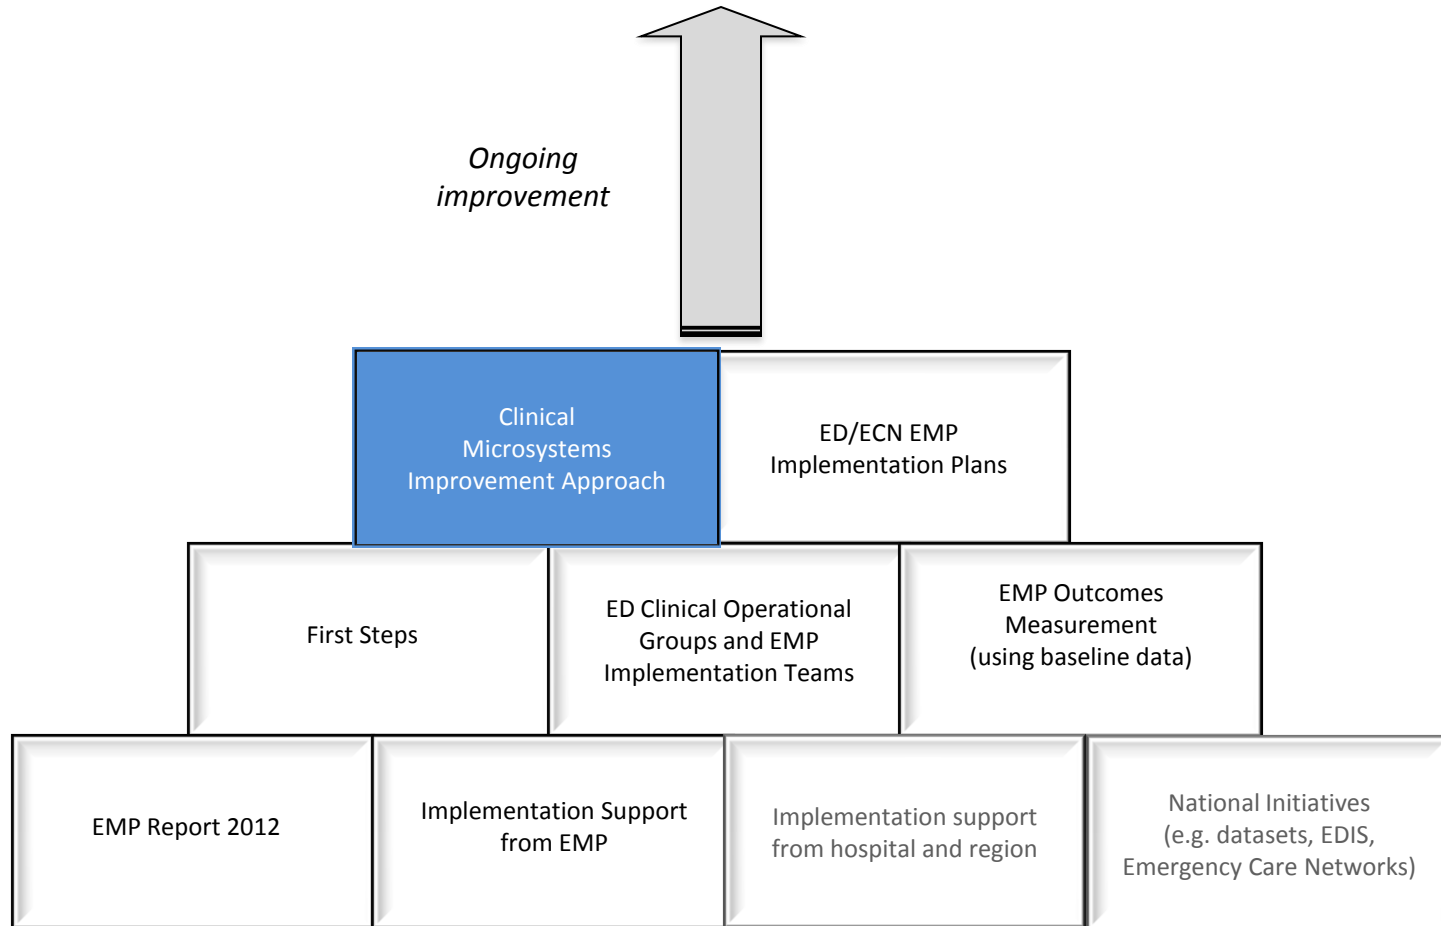 Ongoing
improvement
Clinical
Microsystems
Improvement Approach
ED/ECN EMP
Implementation Plans
First Steps
ED Clinical Operational
Groups and EMP
Implementation Teams
EMP Outcomes
Measurement
(using baseline data)
EMP Report 2012
Implementation Support
from EMP
Implementation support
from hospital and region
National Initiatives
(e.g. datasets, EDIS,
Emergency Care Networks)